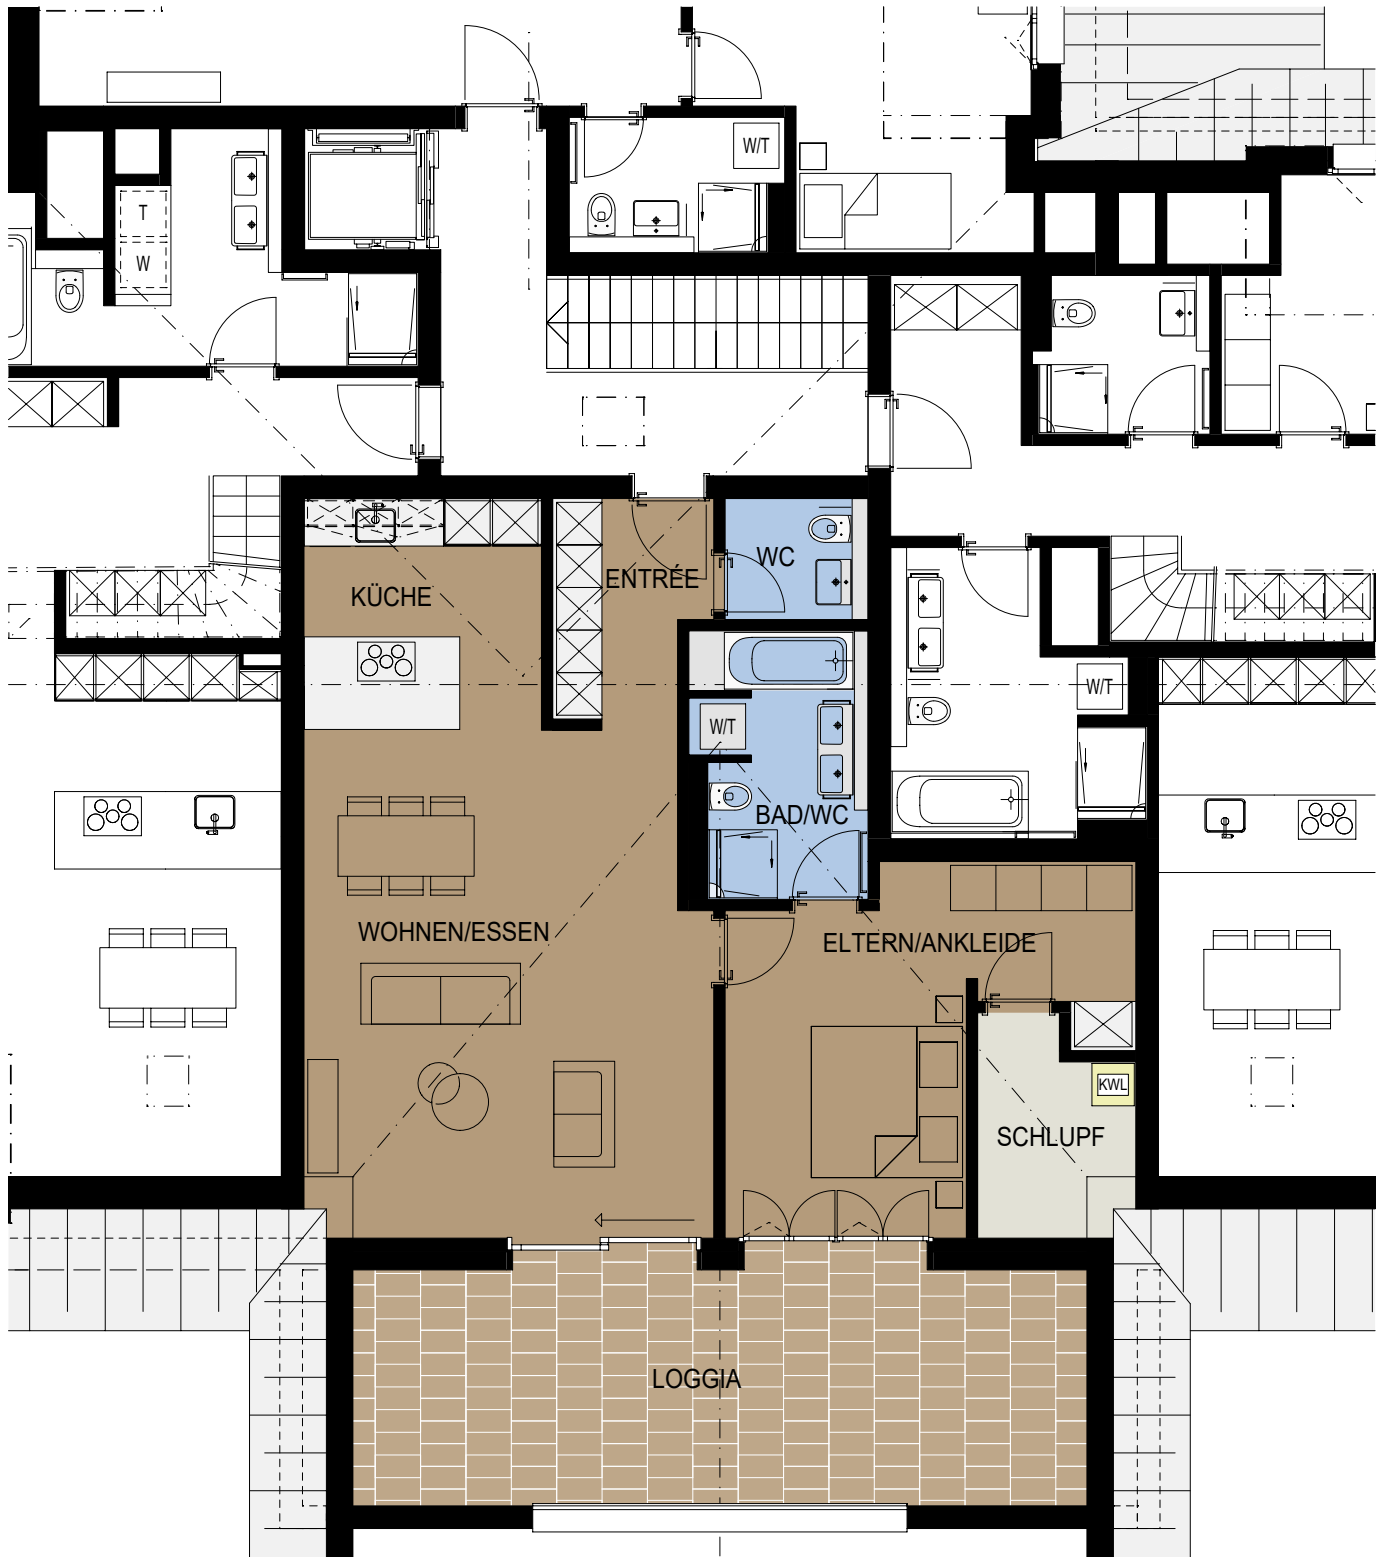 W/T
T
W
WC
ENTRÉE
KÜCHE
W/T
W/T
BAD/WC
WOHNEN/ESSEN
ELTERN/ANKLEIDE
KWL
SCHLUPF
LOGGIA